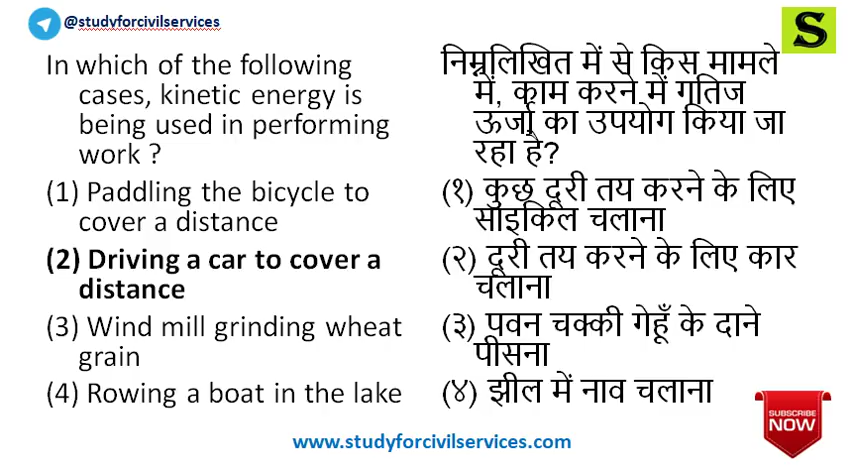 @studyforcivilservices
S
In which of the following
cases, kinetic energy is
being used in performing
work ?
(1) Paddling the bicycle to
cover a distance
(2) Driving a car to cover a
distance
(3) Wind mill grinding wheat
grain
(4) Rowing a boat in the lake
निम्नलिखित में से किस मामले
में, काम करने में गतिज
ऊर्जा का उपयोग किया जा
रहा है?
(१) कुछ दूरी तय करने के लिए
साइकिल चलाना
(२) दूरी तय करने के लिए कार
चलाना
(३) पवन चक्की गेहूँ के दाने
पीसना
(४) झील में नाव चलाना
SUBSCRIBE
NOW
www.studyforcivilservices.com